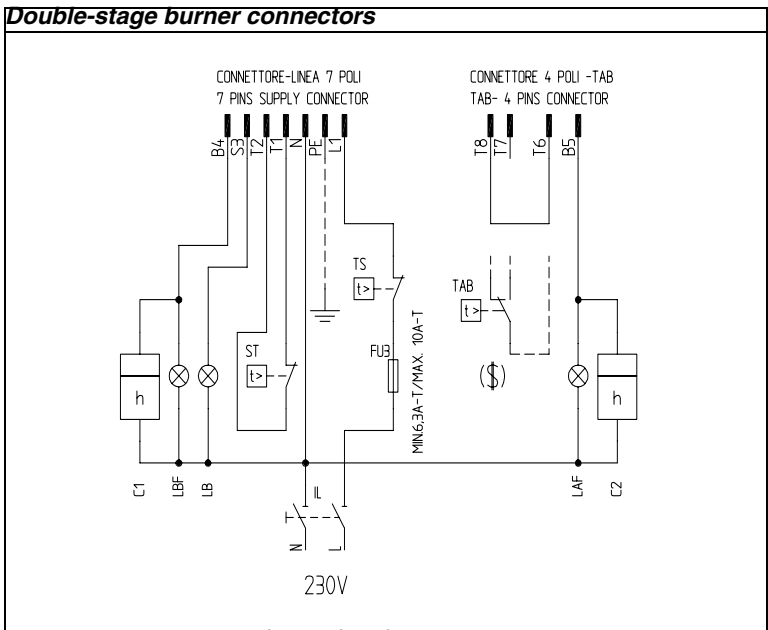 Double-stage burner connectors
CONNETTORE-LINEA 7 POLI
7 PINS SUPPLY CONNECTOR
CONNETTORE 4 POLI -TAB
TAB- 4 PINS CONNECTOR
B4
S3
T2
T1
N
PE
L1
T8
T7
T6
B5
TS
t>
TAB
t>
ST
t>
FU3
MIN.6,3A-T/MAX. 10A-T
($)
h
h
C1
LBF
LB
IL
LAF
C2
N
L
230V